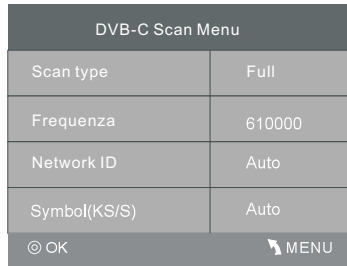 DVB-C Scan Menu
Scan type Full
Frequenza 610000
Network ID Auto
Symbol(KS/S) Auto
OK MENU